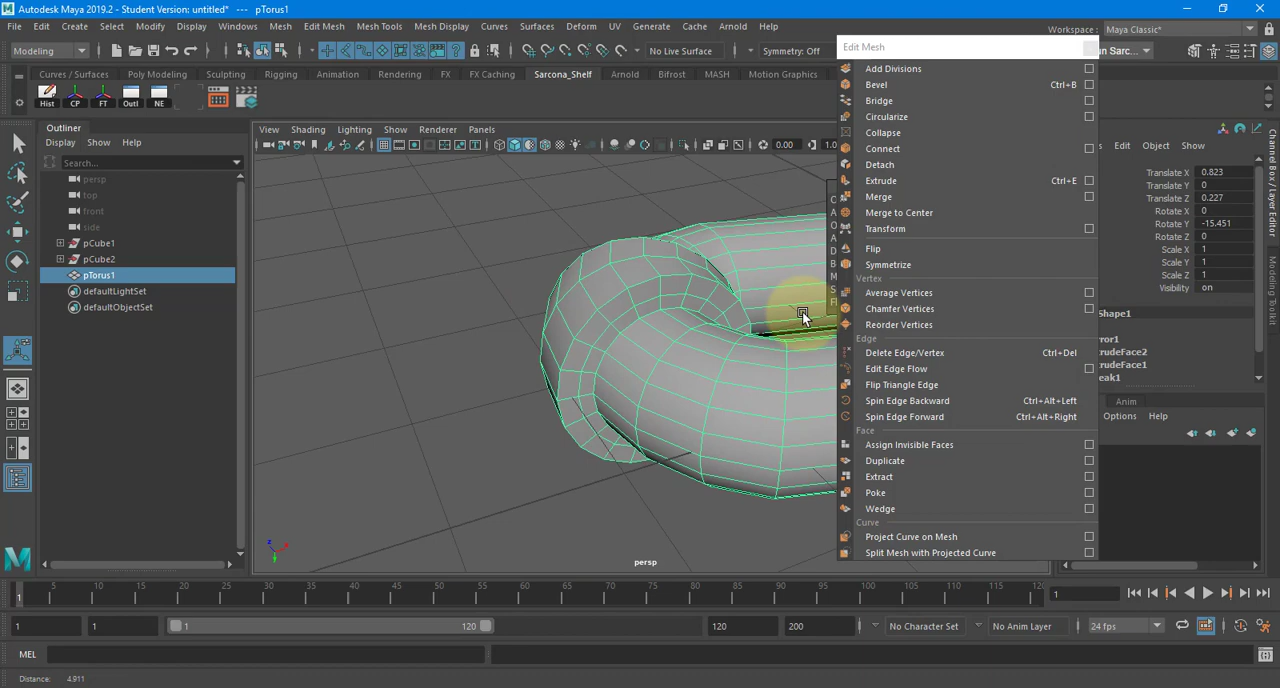 Autodesk Maya 2019.2 - Student Version: untitled* --- pTorus1
File Edit Create Select Modify Display Windows Mesh Edit Mesh Mesh Tools Mesh Display Curves Surfaces Deform UV Generate Cache Arnold Help
Workspace: Maya Classic*
Modeling No Live Surface Symmetry: Off
Edit Mesh
Curves / Surfaces Poly Modeling Sculpting Rigging Animation Rendering FX FX Caching Sarcona_Shelf Arnold Bifrost MASH Motion Graphics
Hist CP FT Outl NE
Outliner
Display Show Help
Search...
persp
top
front
side
pCube1
pCube2
pTorus1
defaultLightSet
defaultObjectSet
View Shading Lighting Show Renderer Panels
0.00
Add Divisions
Bevel Ctrl+B
Bridge
Circularize
Collapse
Connect
Detach
Extrude Ctrl+E
Merge
Merge to Center
Transform
Flip
Symmetrize
Vertex
Average Vertices
Chamfer Vertices
Reorder Vertices
Edge
Delete Edge/Vertex Ctrl+Del
Edit Edge Flow
Flip Triangle Edge
Spin Edge Backward Ctrl+Alt+Left
Spin Edge Forward Ctrl+Alt+Right
Face
Assign Invisible Faces
Duplicate
Extract
Poke
Wedge
Curve
Project Curve on Mesh
Split Mesh with Projected Curve
Edit Object Show
Translate X 0.823
Translate Y 0
Translate Z 0.227
Rotate X 0
Rotate Y -15.451
Rotate Z 0
Scale X 1
Scale Y 1
Scale Z 1
Visibility on
Shape1
rror1
rudeFace2
rudeFace1
eak1
Anim
Options Help
Channel Box / Layer Editor
persp
5 10 15 20 25 30 35 40 45 50 55 60 65 70 75 80 85 90 95 100 105 110 115 120
1
1
1 1 1 120 120 200 No Character Set No Anim Layer 24 fps
MEL
Distance: 4.911